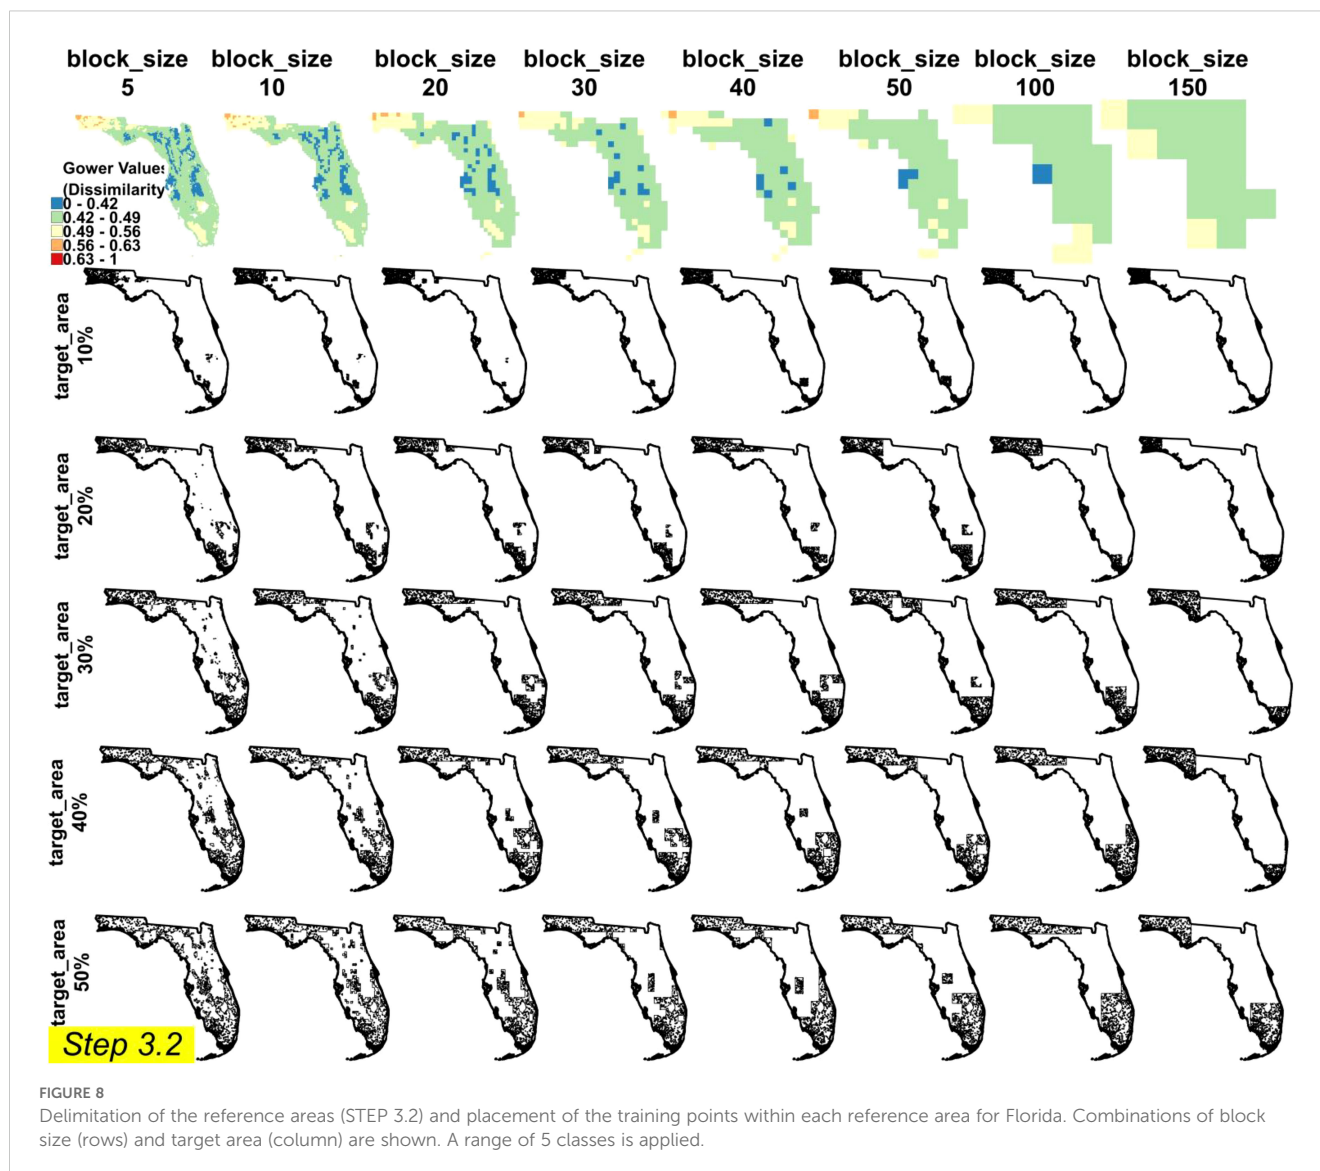 block_size block_size block_size block_size block_size block_size block_size block_size
5 10 20 30 40 50 100 150
Gower Values
(Dissimilarity
0 - 0.42
0.42 - 0.49
0.49 - 0.56
0.56 - 0.63
0.63 - 1
target_area
10%
target_area
20%
target_area
30%
target_area
40%
target_area
50%
Step 3.2
FIGURE 8
Delimitation of the reference areas (STEP 3.2) and placement of the training points within each reference area for Florida. Combinations of block
size (rows) and target area (column) are shown. A range of 5 classes is applied.